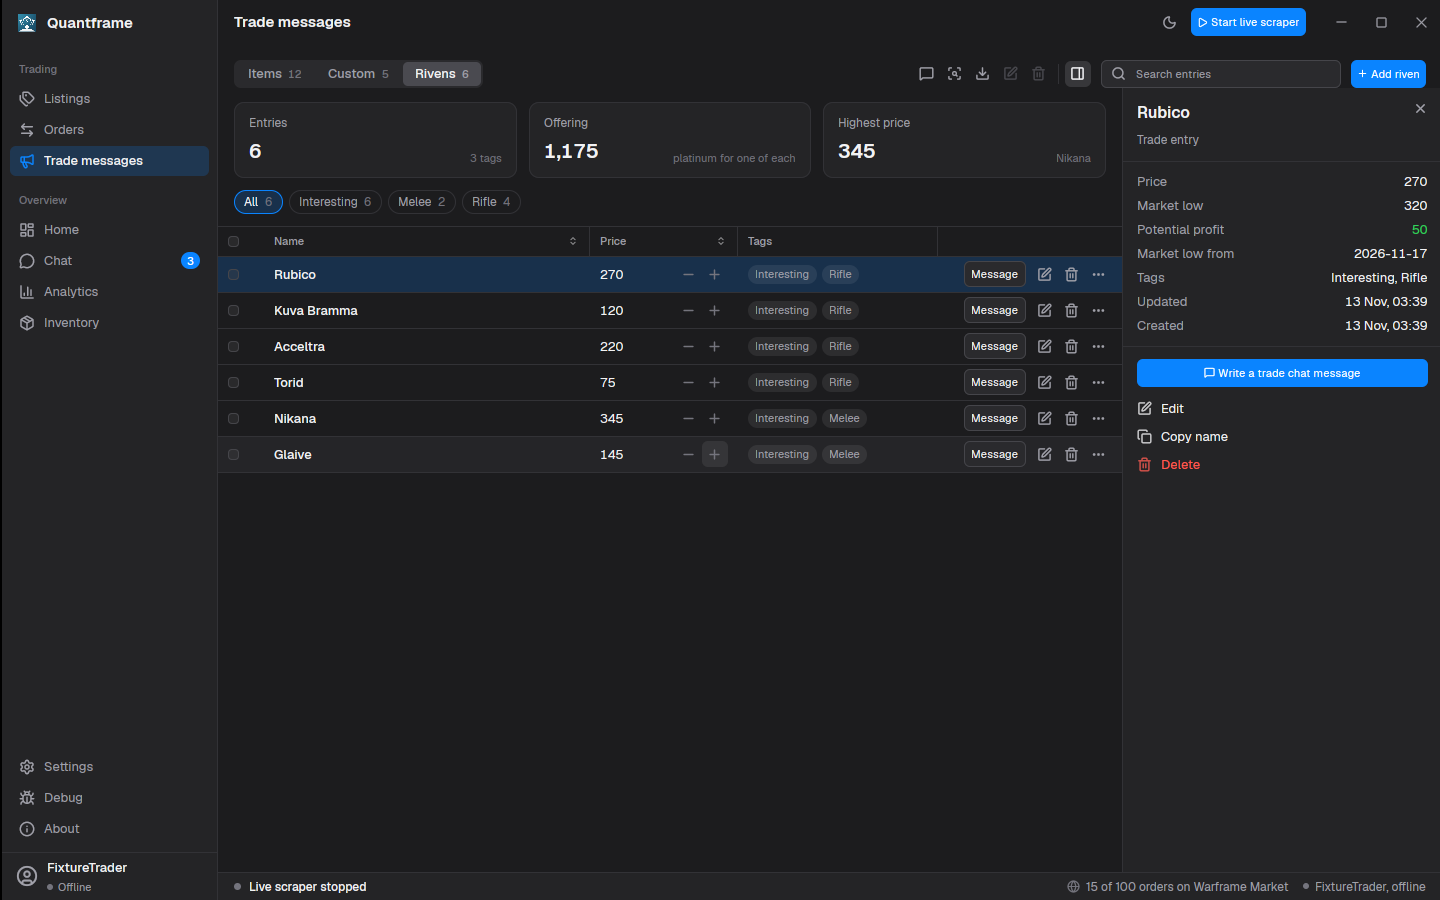 Quantframe
Trade messages
Start live scraper
Trading
Listings
Orders
Trade messages
Overview
Home
Chat 3
Analytics
Inventory
Settings
Debug
About
FixtureTrader
Offline
Items 12 Custom 5 Rivens 6
Search entries
Add riven
Entries
6
3 tags
Offering
1,175
platinum for one of each
Highest price
345
Nikana
All 6 Interesting 6 Melee 2 Rifle 4
Name Price Tags
Rubico 270 Interesting Rifle Message
Kuva Bramma 120 Interesting Rifle Message
Acceltra 220 Interesting Rifle Message
Torid 75 Interesting Rifle Message
Nikana 345 Interesting Melee Message
Glaive 145 Interesting Melee Message
Rubico
Trade entry
Price 270
Market low 320
Potential profit 50
Market low from 2026-11-17
Tags Interesting, Rifle
Updated 13 Nov, 03:39
Created 13 Nov, 03:39
Write a trade chat message
Edit
Copy name
Delete
Live scraper stopped
15 of 100 orders on Warframe Market
FixtureTrader, offline